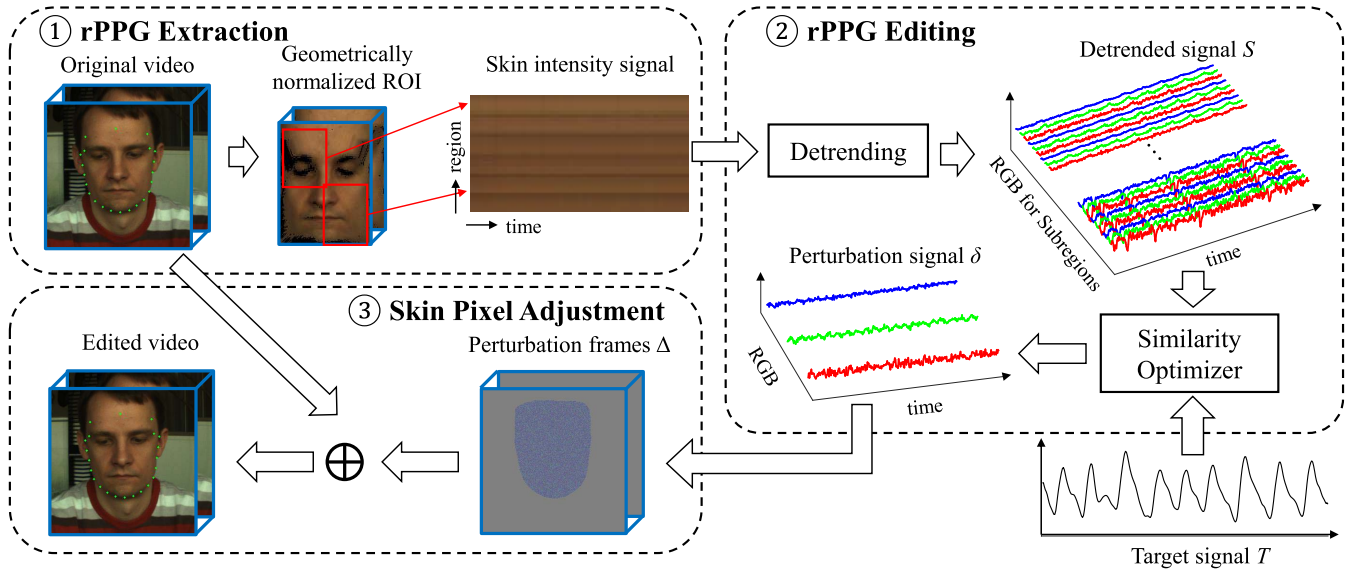 ① rPPG Extraction
Original video
Geometrically
normalized ROI
Skin intensity signal
region
time
② rPPG Editing
Detrended signal S
Detrending
RGB for Subregions
time
Similarity
Optimizer
Perturbation signal δ
RGB
time
Target signal T
③ Skin Pixel Adjustment
Perturbation frames Δ
Edited video